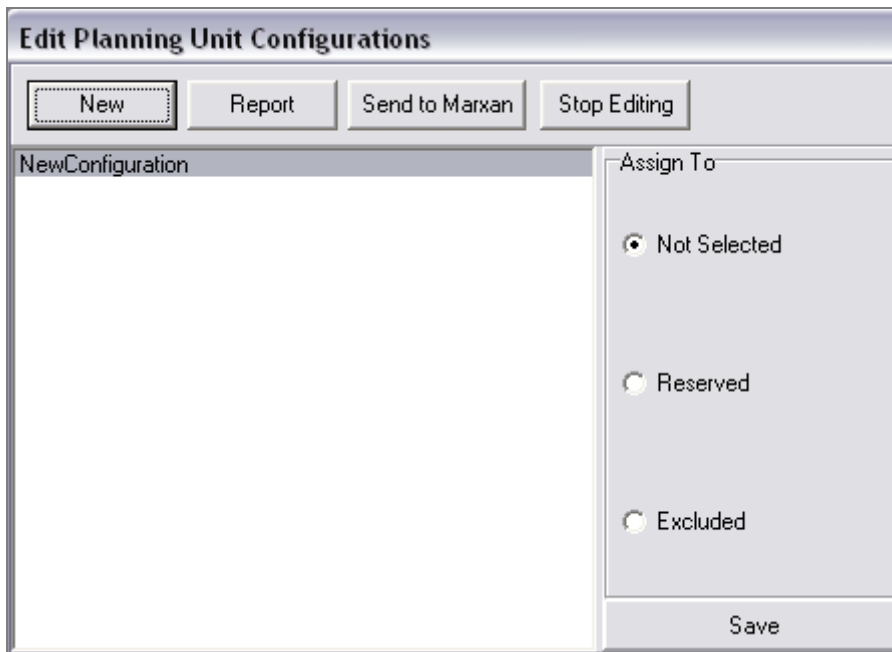 Edit Planning Unit Configurations
New Report Send to Marxan Stop Editing
NewConfiguration
Assign To
Not Selected
Reserved
Excluded
Save